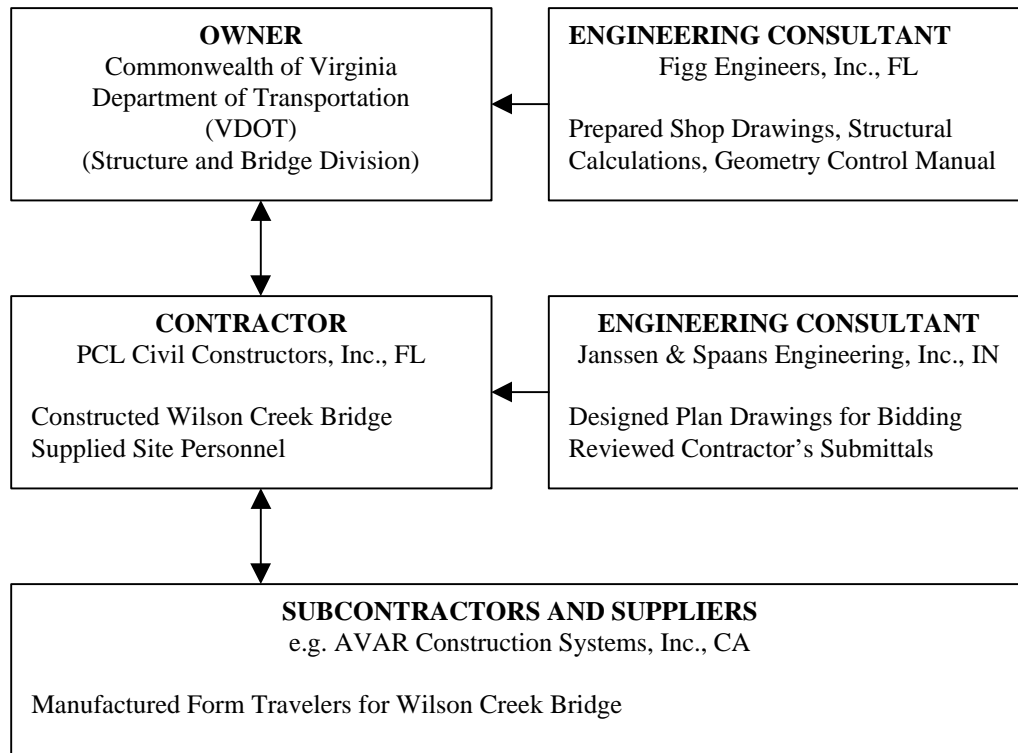 OWNER
Commonwealth of Virginia
Department of Transportation
(VDOT)
(Structure and Bridge Division)
ENGINEERING CONSULTANT
Figg Engineers, Inc., FL
Prepared Shop Drawings, Structural
Calculations, Geometry Control Manual
CONTRACTOR
PCL Civil Constructors, Inc., FL
Constructed Wilson Creek Bridge
Supplied Site Personnel
ENGINEERING CONSULTANT
Janssen & Spaans Engineering, Inc., IN
Designed Plan Drawings for Bidding
Reviewed Contractor’s Submittals
SUBCONTRACTORS AND SUPPLIERS
e.g. AVAR Construction Systems, Inc., CA
Manufactured Form Travelers for Wilson Creek Bridge